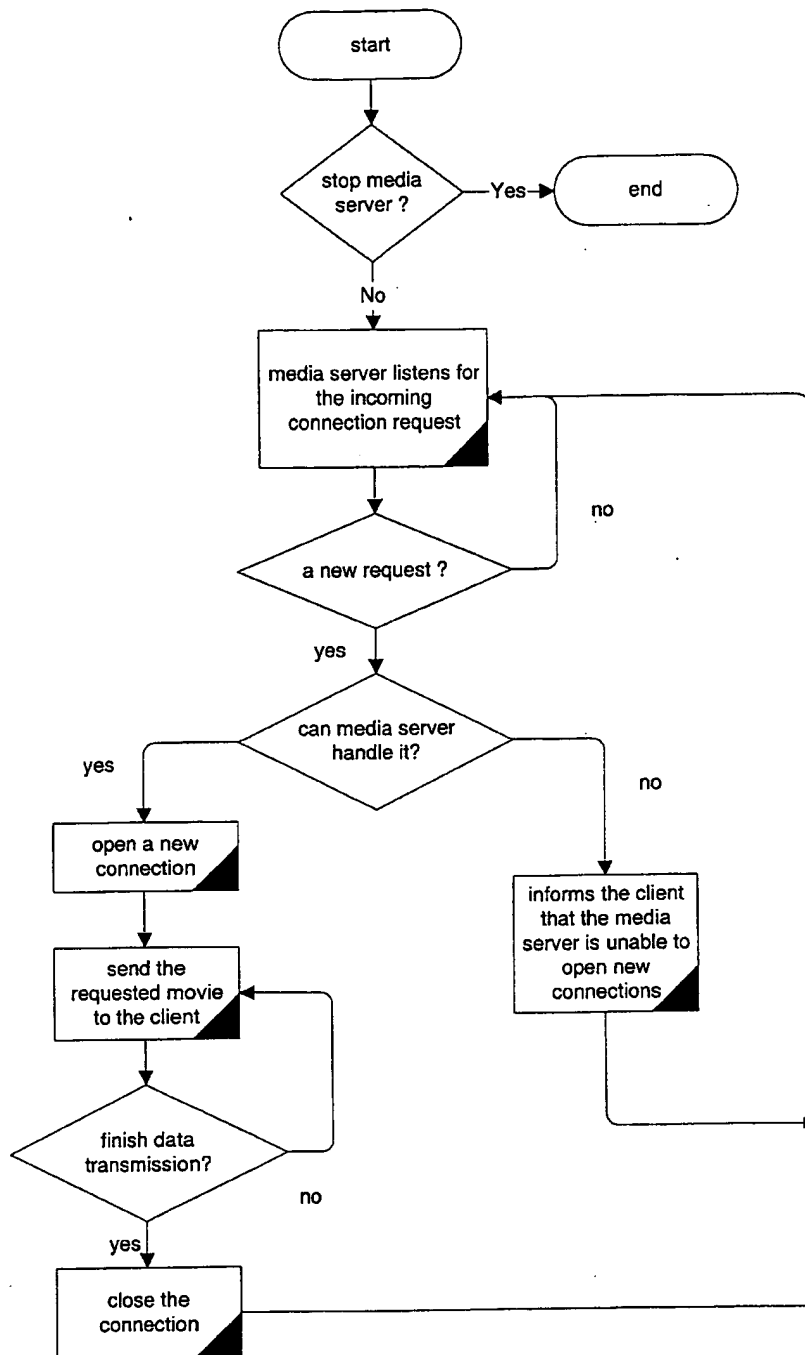 start
stop media
server ?
Yes
end
No
media server listens for
the incoming
connection request
no
a new request ?
yes
can media server
handle it?
yes
no
open a new
connection
informs the client
that the media
server is unable to
open new
connections
send the
requested movie
to the client
finish data
transmission?
no
yes
close the
connection